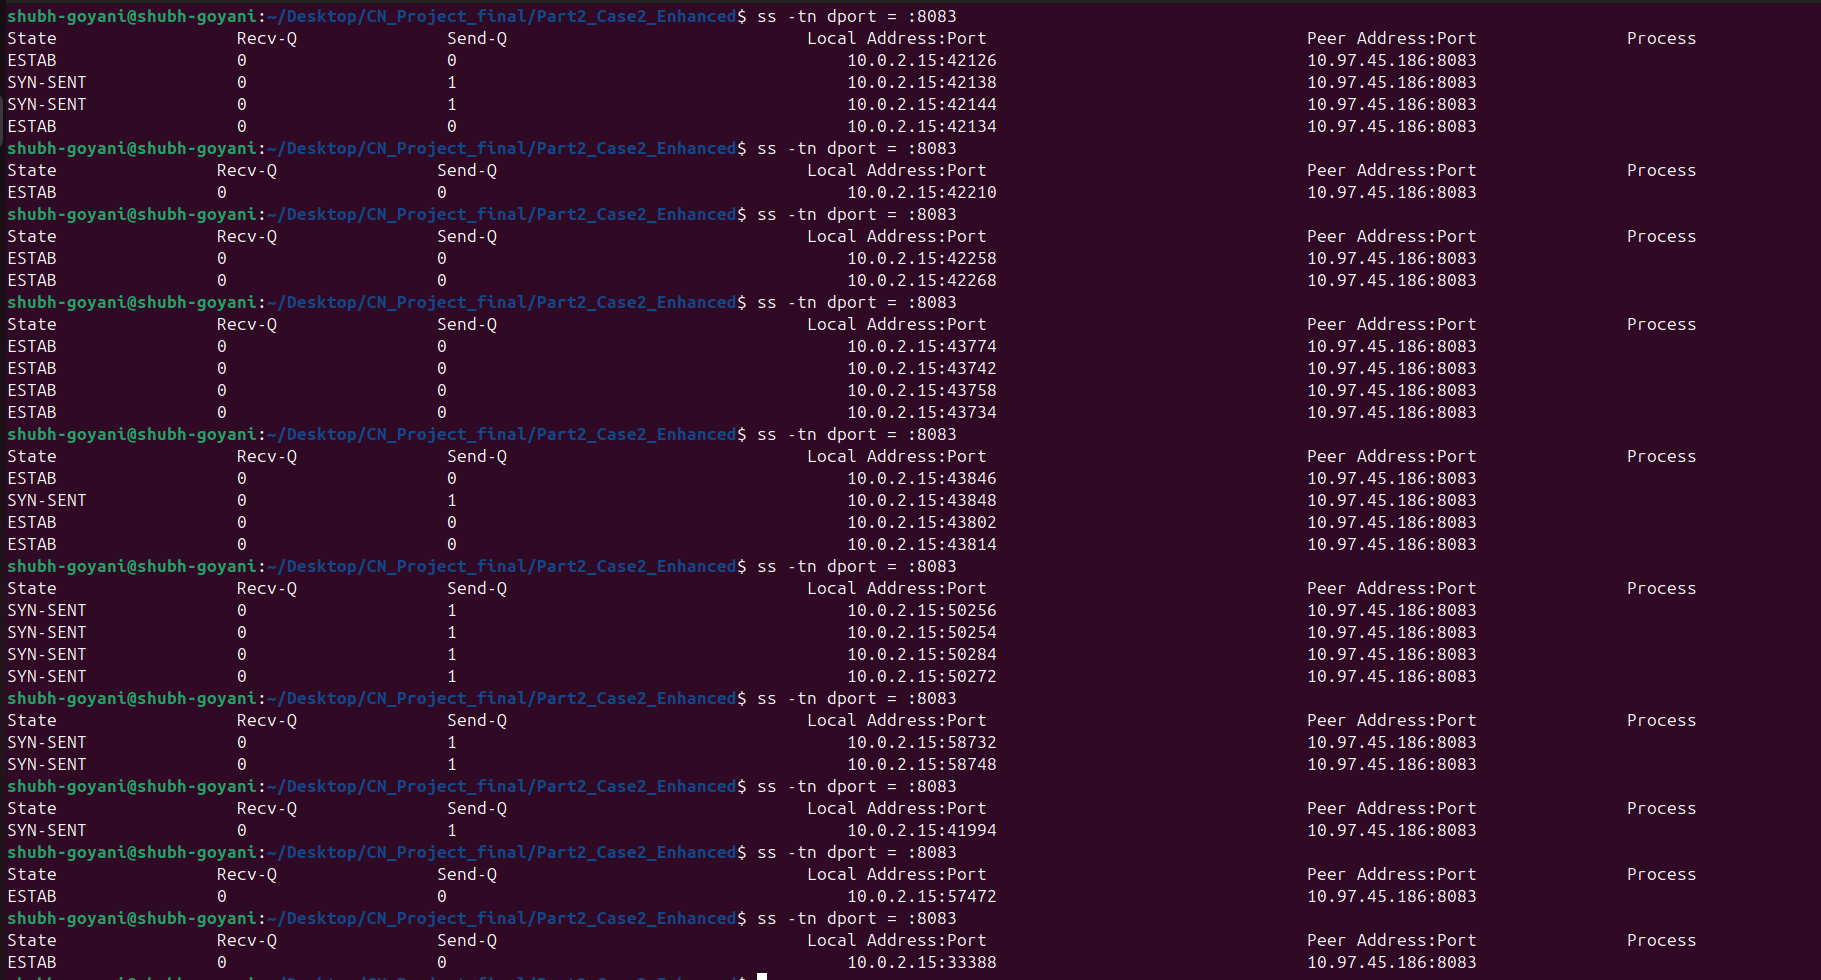 shubh-goyani@shubh-goyani:~/Desktop/CN_Project_final/Part2_Case2_Enhanced$ ss -tn dport = :8083
State Recv-Q Send-Q Local Address:Port Peer Address:Port Process
ESTAB 0 0 10.0.2.15:42126 10.97.45.186:8083
SYN-SENT 0 1 10.0.2.15:42138 10.97.45.186:8083
SYN-SENT 0 1 10.0.2.15:42144 10.97.45.186:8083
ESTAB 0 0 10.0.2.15:42134 10.97.45.186:8083
shubh-goyani@shubh-goyani:~/Desktop/CN_Project_final/Part2_Case2_Enhanced$ ss -tn dport = :8083
State Recv-Q Send-Q Local Address:Port Peer Address:Port Process
ESTAB 0 0 10.0.2.15:42210 10.97.45.186:8083
shubh-goyani@shubh-goyani:~/Desktop/CN_Project_final/Part2_Case2_Enhanced$ ss -tn dport = :8083
State Recv-Q Send-Q Local Address:Port Peer Address:Port Process
ESTAB 0 0 10.0.2.15:42258 10.97.45.186:8083
ESTAB 0 0 10.0.2.15:42268 10.97.45.186:8083
shubh-goyani@shubh-goyani:~/Desktop/CN_Project_final/Part2_Case2_Enhanced$ ss -tn dport = :8083
State Recv-Q Send-Q Local Address:Port Peer Address:Port Process
ESTAB 0 0 10.0.2.15:43774 10.97.45.186:8083
ESTAB 0 0 10.0.2.15:43742 10.97.45.186:8083
ESTAB 0 0 10.0.2.15:43758 10.97.45.186:8083
ESTAB 0 0 10.0.2.15:43734 10.97.45.186:8083
shubh-goyani@shubh-goyani:~/Desktop/CN_Project_final/Part2_Case2_Enhanced$ ss -tn dport = :8083
State Recv-Q Send-Q Local Address:Port Peer Address:Port Process
ESTAB 0 0 10.0.2.15:43846 10.97.45.186:8083
SYN-SENT 0 1 10.0.2.15:43848 10.97.45.186:8083
ESTAB 0 0 10.0.2.15:43802 10.97.45.186:8083
ESTAB 0 0 10.0.2.15:43814 10.97.45.186:8083
shubh-goyani@shubh-goyani:~/Desktop/CN_Project_final/Part2_Case2_Enhanced$ ss -tn dport = :8083
State Recv-Q Send-Q Local Address:Port Peer Address:Port Process
SYN-SENT 0 1 10.0.2.15:50256 10.97.45.186:8083
SYN-SENT 0 1 10.0.2.15:50254 10.97.45.186:8083
SYN-SENT 0 1 10.0.2.15:50284 10.97.45.186:8083
SYN-SENT 0 1 10.0.2.15:50272 10.97.45.186:8083
shubh-goyani@shubh-goyani:~/Desktop/CN_Project_final/Part2_Case2_Enhanced$ ss -tn dport = :8083
State Recv-Q Send-Q Local Address:Port Peer Address:Port Process
SYN-SENT 0 1 10.0.2.15:58732 10.97.45.186:8083
SYN-SENT 0 1 10.0.2.15:58748 10.97.45.186:8083
shubh-goyani@shubh-goyani:~/Desktop/CN_Project_final/Part2_Case2_Enhanced$ ss -tn dport = :8083
State Recv-Q Send-Q Local Address:Port Peer Address:Port Process
SYN-SENT 0 1 10.0.2.15:41994 10.97.45.186:8083
shubh-goyani@shubh-goyani:~/Desktop/CN_Project_final/Part2_Case2_Enhanced$ ss -tn dport = :8083
State Recv-Q Send-Q Local Address:Port Peer Address:Port Process
ESTAB 0 0 10.0.2.15:57472 10.97.45.186:8083
shubh-goyani@shubh-goyani:~/Desktop/CN_Project_final/Part2_Case2_Enhanced$ ss -tn dport = :8083
State Recv-Q Send-Q Local Address:Port Peer Address:Port Process
ESTAB 0 0 10.0.2.15:33388 10.97.45.186:8083